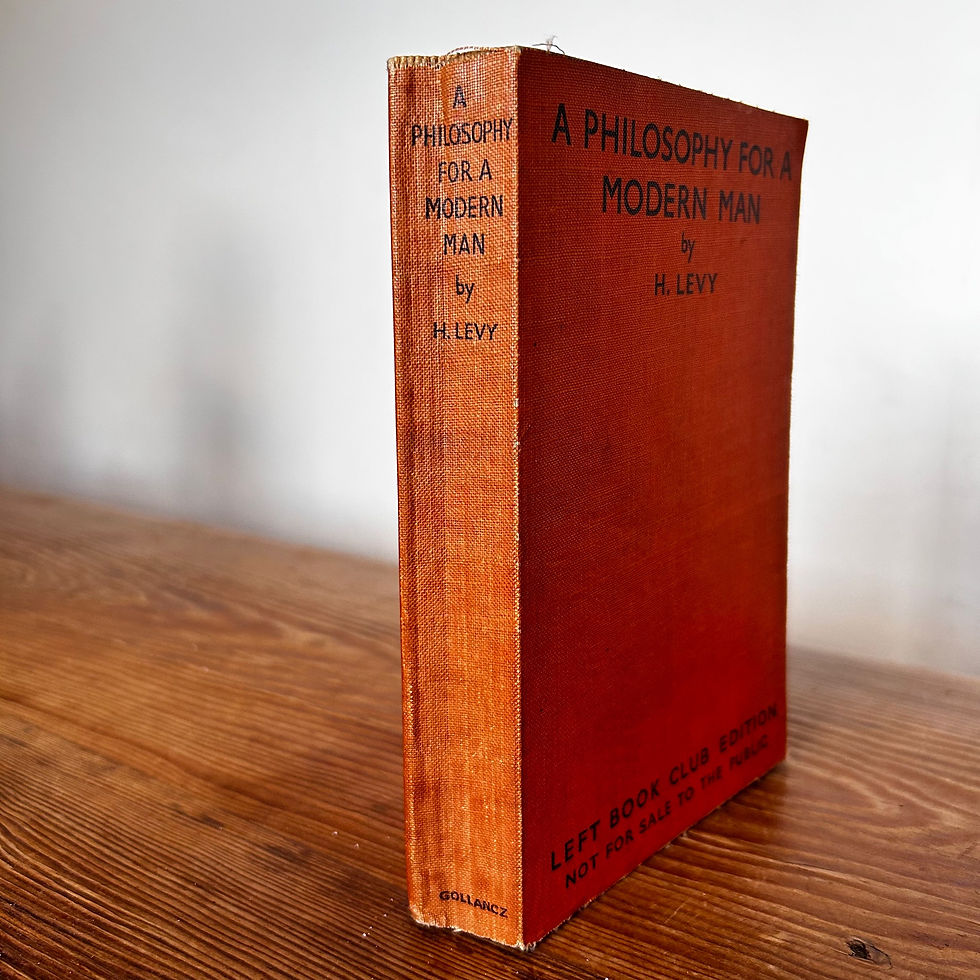 A
PHILOSOPHY
FOR A
MODERN
MAN
by
H. LEVY
GOLLANCZ
A PHILOSOPHY FOR A
MODERN MAN
by
H. LEVY
LEFT BOOK CLUB EDITION
NOT FOR SALE TO THE PUBLIC